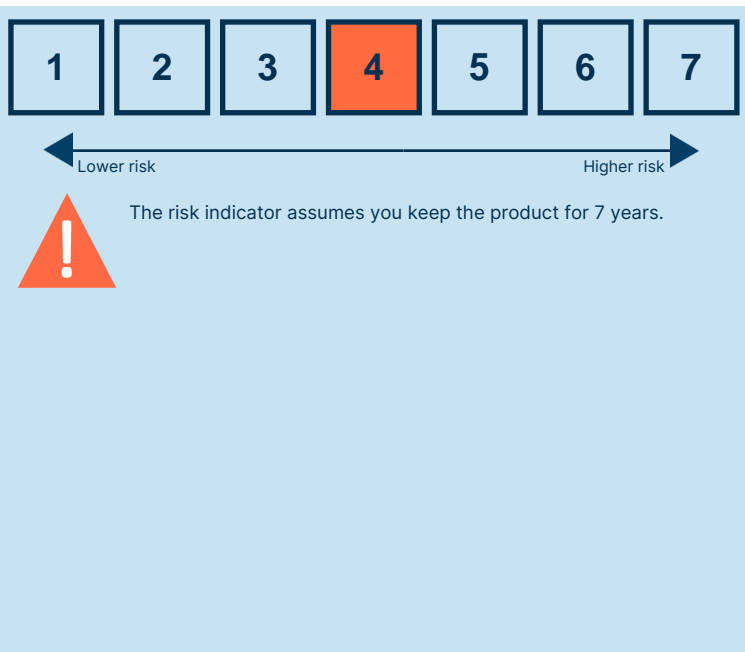 1 2 3 4 5 6 7
Lower risk Higher risk
The risk indicator assumes you keep the product for 7 years.
!